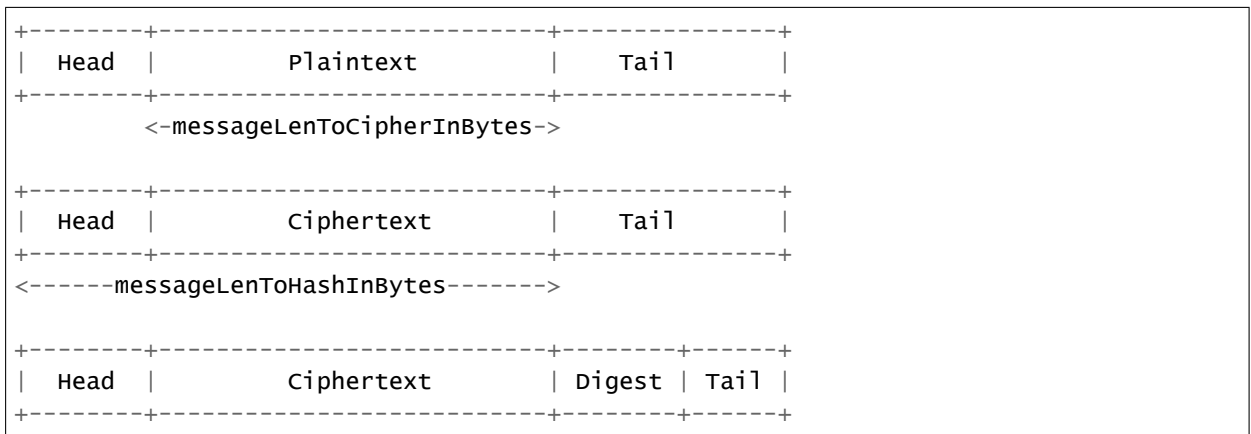 +--------+---------------------------+---------------+
|  Head  |         Plaintext         |    Tail       |
+--------+---------------------------+---------------+
         <-messageLenToCipherInBytes->

+--------+---------------------------+---------------+
|  Head  |         Ciphertext        |    Tail       |
+--------+---------------------------+---------------+
<------messageLenToHashInBytes------->

+--------+---------------------------+--------+------+
|  Head  |         Ciphertext        | Digest | Tail |
+--------+---------------------------+--------+------+